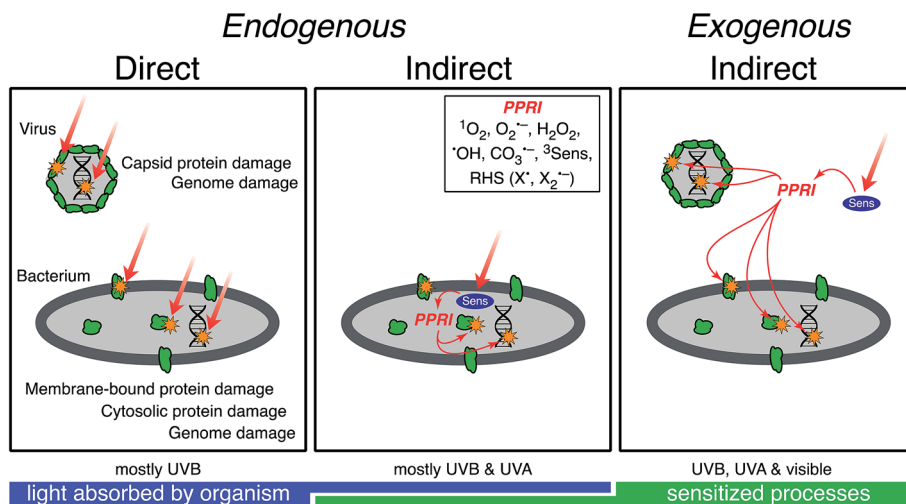 Endogenous
Exogenous
Direct
Indirect
Indirect
Virus
Capsid protein damage
Genome damage
Bacterium
Membrane-bound protein damage
Cytosolic protein damage
Genome damage
PPRI
¹O₂, O₂•–, H₂O₂,
•OH, CO₃•–, ³Sens,
RHS (X•, X₂•–)
Sens
PPRI
PPRI
Sens
mostly UVB
mostly UVB & UVA
UVB, UVA & visible
light absorbed by organism
sensitized processes